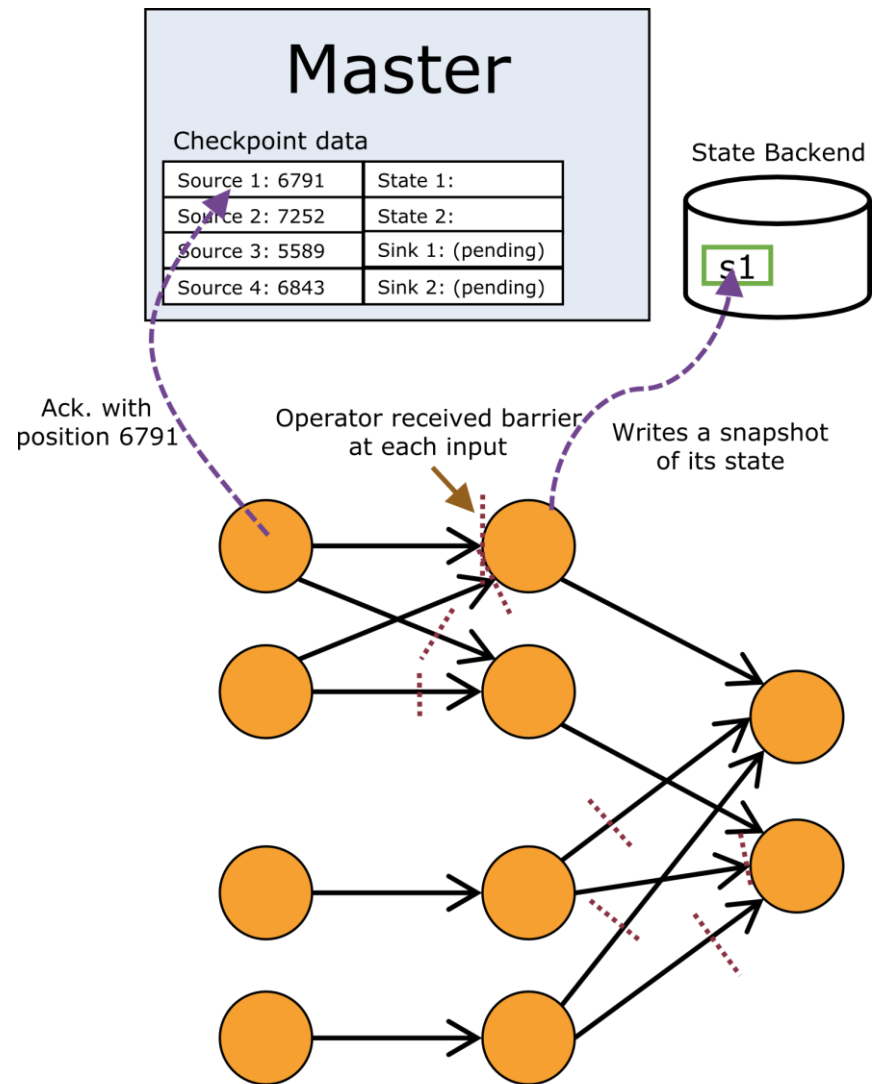 Master
Checkpoint data
Source 1: 6791
State 1:
Source 2: 7252
State 2:
Source 3: 5589
Sink 1: (pending)
Source 4: 6843
Sink 2: (pending)
State Backend
s1
Ack. with
position 6791
Operator received barrier
at each input
Writes a snapshot
of its state